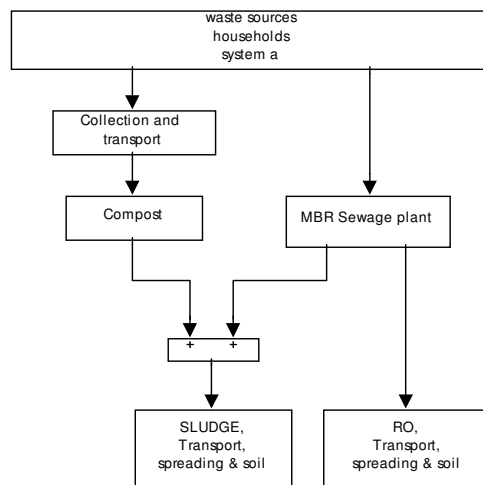 waste sources
households
system a
Collection and
transport
Compost
MBR Sewage plant
+ +
SLUDGE,
Transport,
spreading & soil
RO,
Transport,
spreading & soil